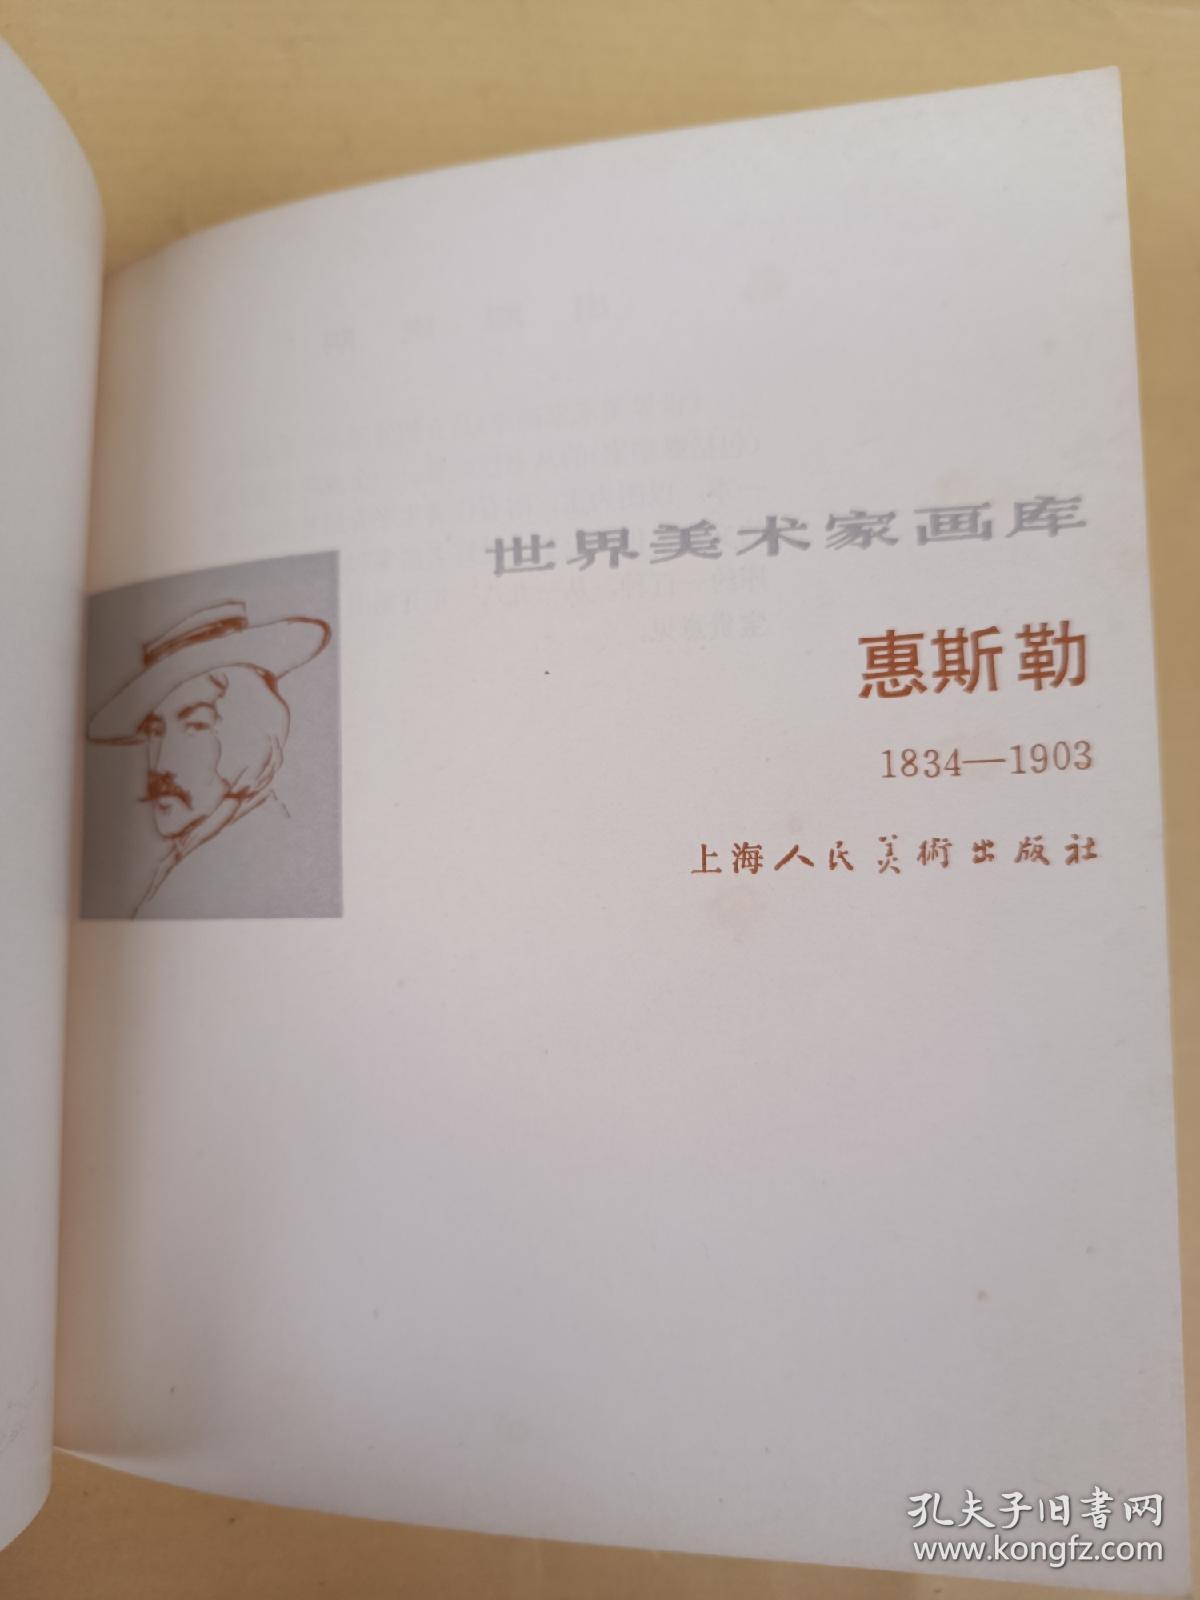 世界美术家画库
惠斯勒
1834—1903
上海人民美術出版社
孔夫子旧书网
www.kongfz.com